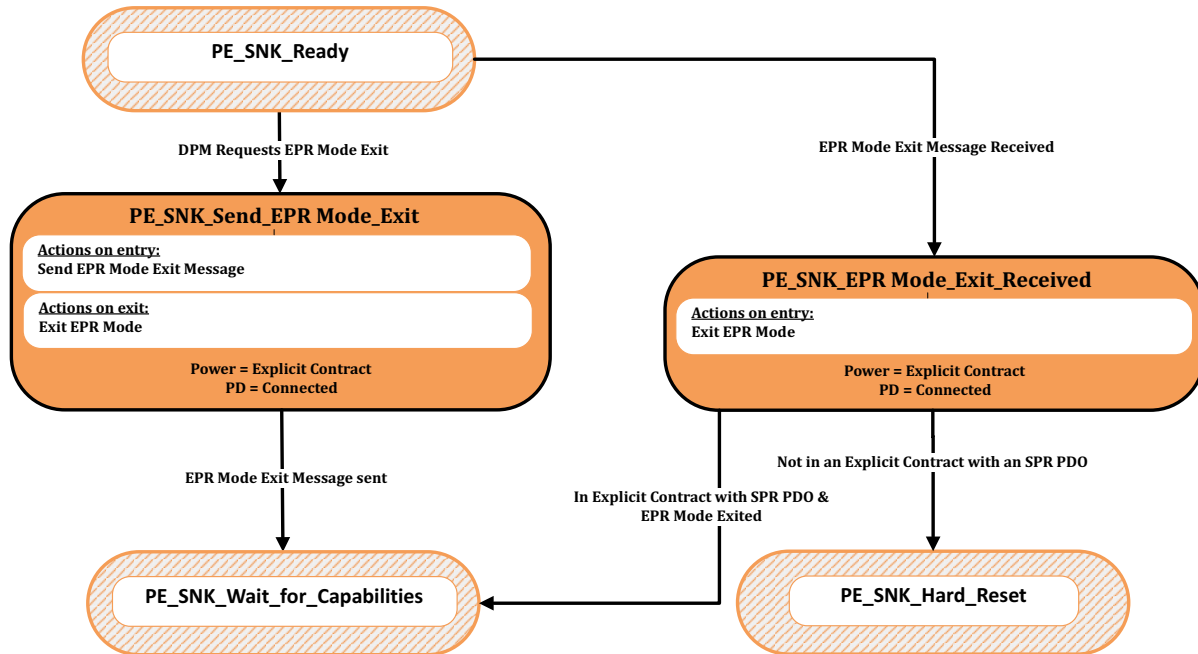 PE_SNK_Ready
DPM Requests EPR Mode Exit
EPR Mode Exit Message Received
PE_SNK_Send_EPR Mode_Exit
Actions on entry:
Send EPR Mode Exit Message
Actions on exit:
Exit EPR Mode
Power = Explicit Contract
PD = Connected
PE_SNK_EPR Mode_Exit_Received
Actions on entry:
Exit EPR Mode
Power = Explicit Contract
PD = Connected
EPR Mode Exit Message sent
Not in an Explicit Contract with an SPR PDO
In Explicit Contract with SPR PDO &
EPR Mode Exited
PE_SNK_Wait_for_Capabilities
PE_SNK_Hard_Reset